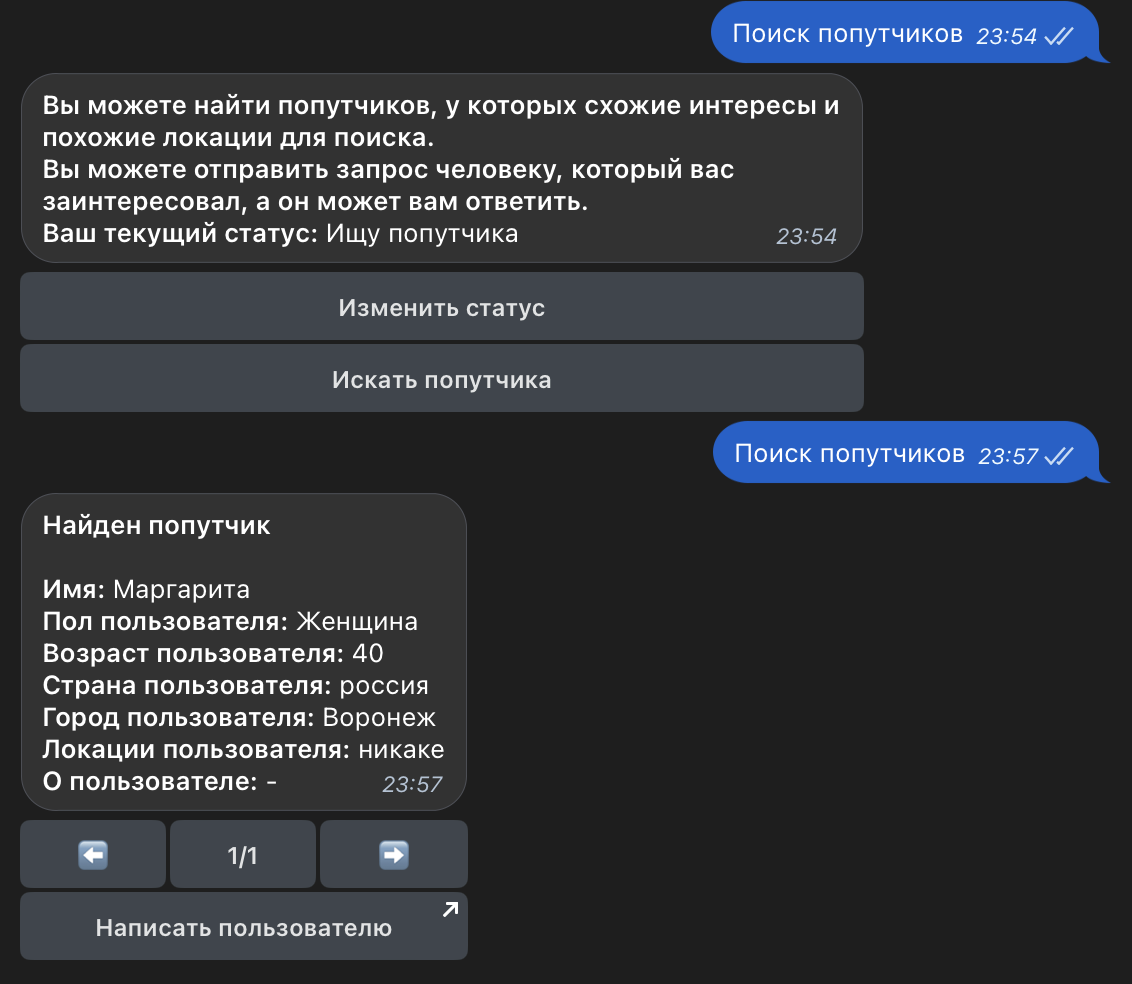 Поиск попутчиков 23:54
Вы можете найти попутчиков, у которых схожие интересы и
похожие локации для поиска.
Вы можете отправить запрос человеку, который вас
заинтересовал, а он может вам ответить.
Ваш текущий статус: Ищу попутчика 23:54
Изменить статус
Искать попутчика
Поиск попутчиков 23:57
Найден попутчик
Имя: Маргарита
Пол пользователя: Женщина
Возраст пользователя: 40
Страна пользователя: россия
Город пользователя: Воронеж
Локации пользователя: никаке
О пользователе: - 23:57
1/1
Написать пользователю